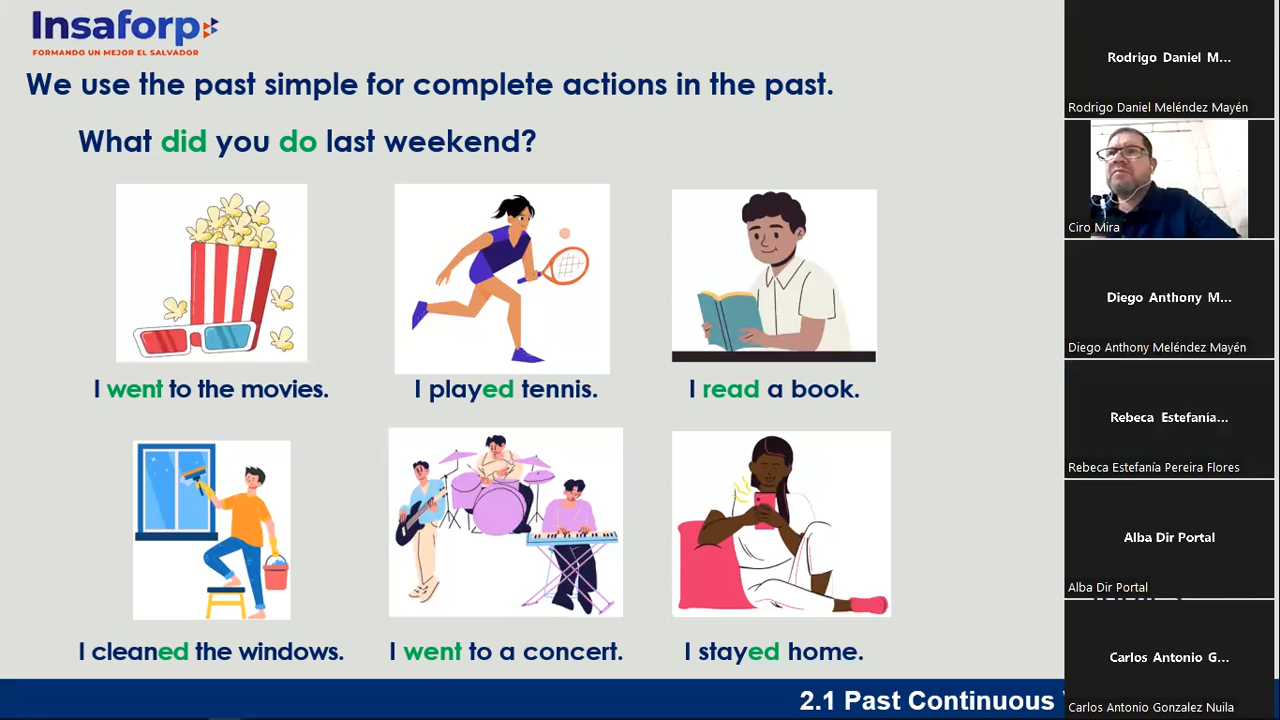 Insaforp
FORMANDO UN MEJOR EL SALVADOR
We use the past simple for complete actions in the past.
What did you do last weekend?
I went to the movies.
I played tennis.
I read a book.
I cleaned the windows.
I went to a concert.
I stayed home.
2.1 Past Continuous
Rodrigo Daniel M...
Rodrigo Daniel Meléndez Mayén
Ciro Mira
Diego Anthony M...
Diego Anthony Meléndez Mayén
Rebeca Estefanía...
Rebeca Estefanía Pereira Flores
Alba Dir Portal
Alba Dir Portal
Carlos Antonio G...
Carlos Antonio Gonzalez Nuila